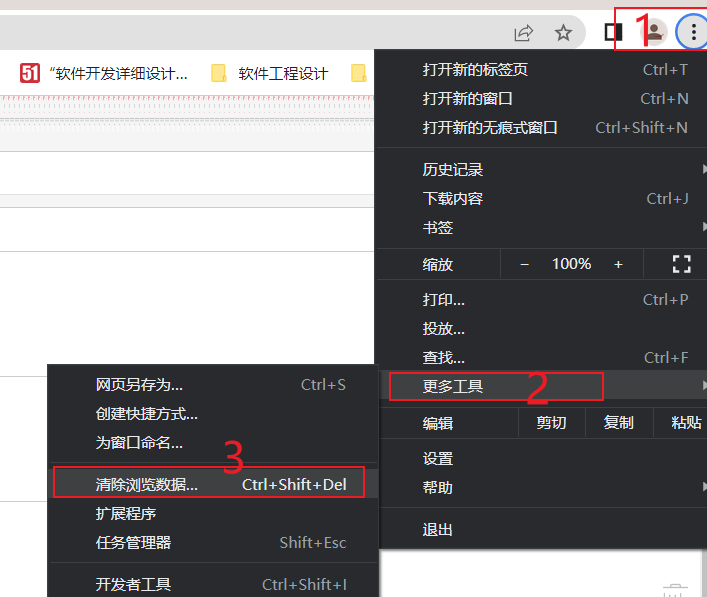 1
51 “软件开发详细设计... 软件工程设计
打开新的标签页 Ctrl+T
打开新的窗口 Ctrl+N
打开新的无痕式窗口 Ctrl+Shift+N
历史记录
下载内容 Ctrl+J
书签
缩放 − 100% +
打印... Ctrl+P
投放...
查找... Ctrl+F
更多工具 2
编辑 剪切 复制 粘贴
设置
帮助
退出
网页另存为... Ctrl+S
创建快捷方式...
为窗口命名...
3
清除浏览数据... Ctrl+Shift+Del
扩展程序
任务管理器 Shift+Esc
开发者工具 Ctrl+Shift+I